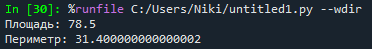 In [30]: %runfile C:/Users/Niki/untitled1.py --wdir
Площадь: 78.5
Периметр: 31.400000000000002